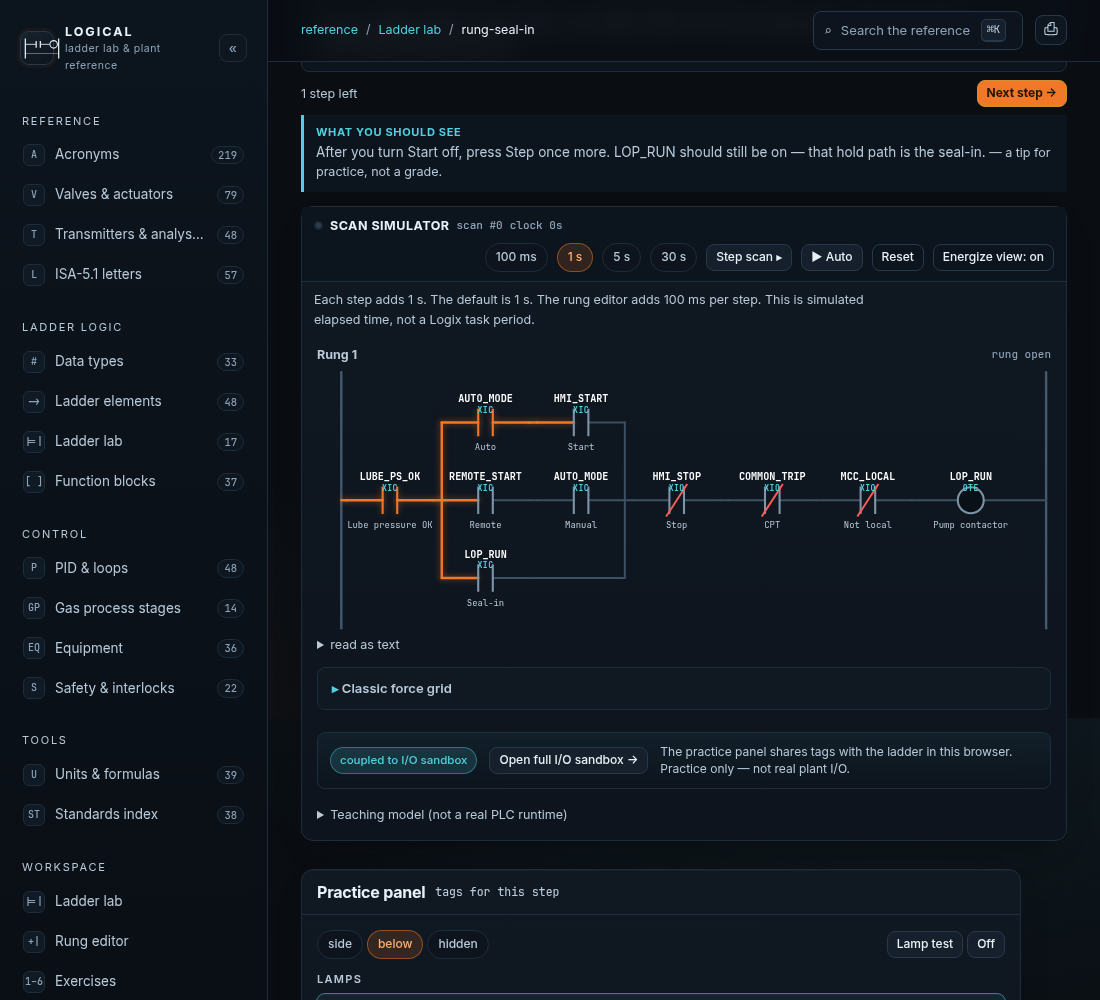 LOGICAL
ladder lab & plant
reference
«
REFERENCE
A Acronyms 219
V Valves & actuators 79
T Transmitters & analys... 48
L ISA-5.1 letters 57
LADDER LOGIC
# Data types 33
→ Ladder elements 48
Ladder lab 17
[ ] Function blocks 37
CONTROL
P PID & loops 48
GP Gas process stages 14
EQ Equipment 36
S Safety & interlocks 22
TOOLS
U Units & formulas 39
ST Standards index 38
WORKSPACE
Ladder lab
+| Rung editor
1-6 Exercises
reference / Ladder lab / rung-seal-in
Search the reference ⌘K
1 step left
Next step →
WHAT YOU SHOULD SEE
After you turn Start off, press Step once more. LOP_RUN should still be on — that hold path is the seal-in. — a tip for
practice, not a grade.
SCAN SIMULATOR scan #0 clock 0s
100 ms 1 s 5 s 30 s Step scan ▸ ▶ Auto Reset Energize view: on
Each step adds 1 s. The default is 1 s. The rung editor adds 100 ms per step. This is simulated
elapsed time, not a Logix task period.
Rung 1 rung open
AUTO_MODE HMI_START
XIC XIC
Auto Start
LUBE_PS_OK REMOTE_START AUTO_MODE HMI_STOP COMMON_TRIP MCC_LOCAL LOP_RUN
XIC XIC XIC XIO XIO XIO OTE
Lube pressure OK Remote Manual Stop CPT Not local Pump contactor
LOP_RUN
XIC
Seal-in
▶ read as text
▸ Classic force grid
coupled to I/O sandbox Open full I/O sandbox → The practice panel shares tags with the ladder in this browser.
Practice only — not real plant I/O.
▶ Teaching model (not a real PLC runtime)
Practice panel tags for this step
side below hidden Lamp test Off
LAMPS